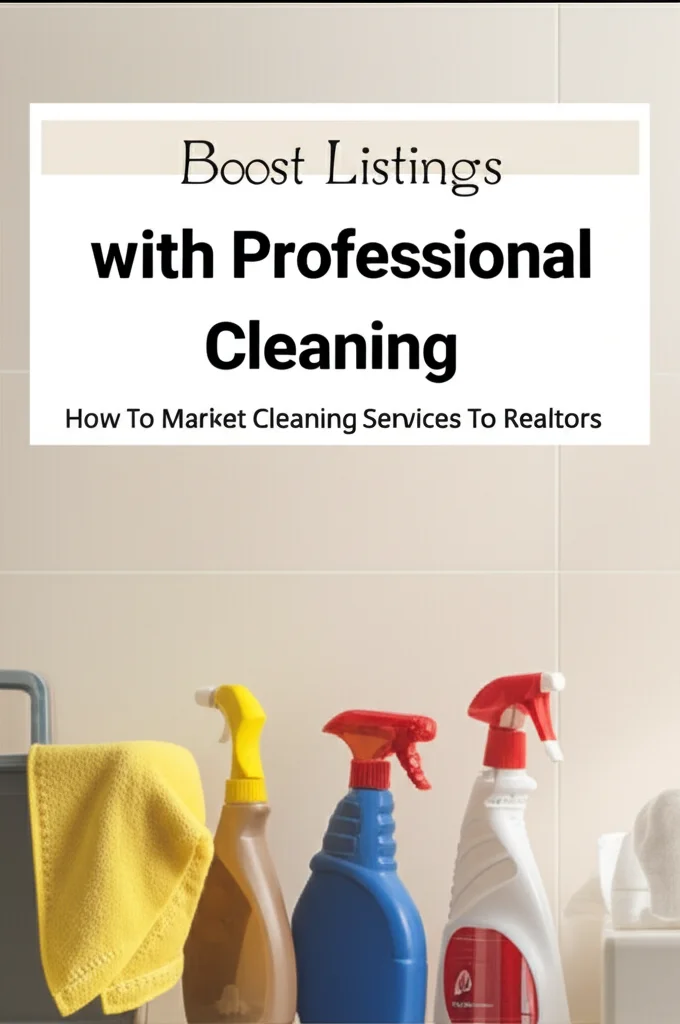 Boost Listings
with Professional
Cleaning
How To Market Cleaning Services To Realtors